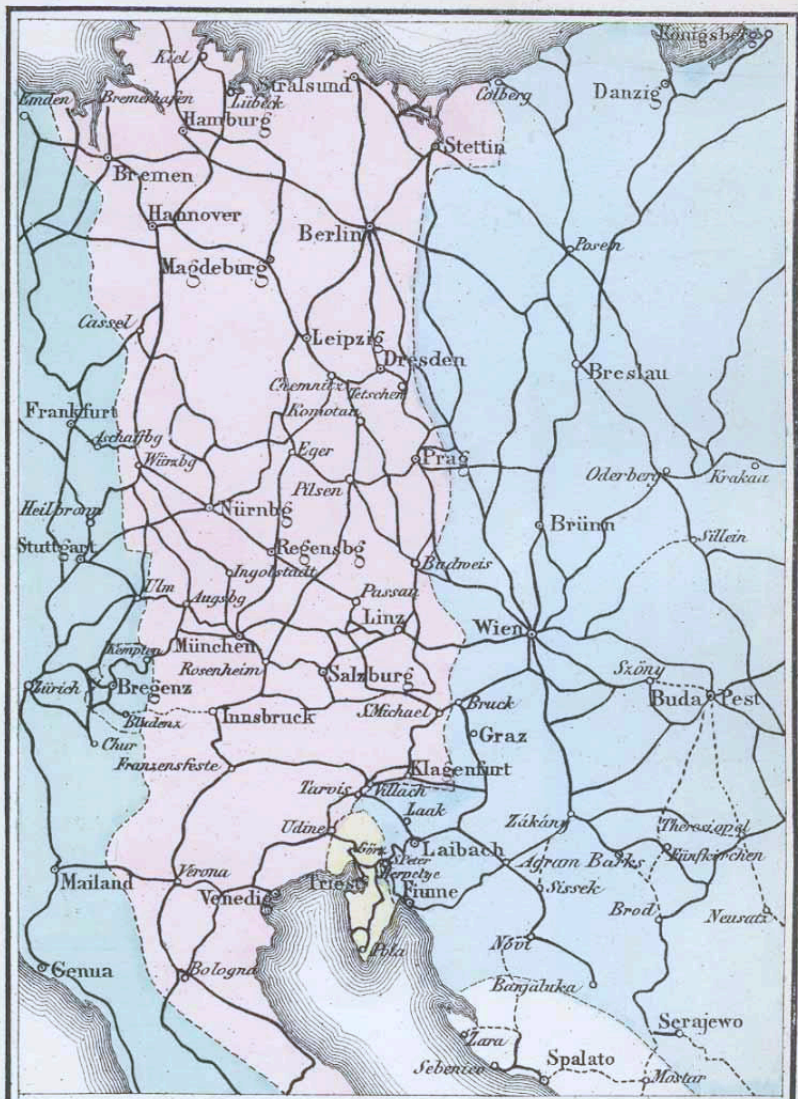 Kiel
Königsberg
Stralsund
Colberg
Danzig
Emden
Bremerhafen
Lübeck
Hamburg
Stettin
Bremen
Hannover
Berlin
Posen
Magdeburg
Cassel
Leipzig
Dresden
Breslau
Chemnitz
Tetschen
Komotau
Frankfurt
Aschaffbg
Würzbg
Eger
Prag
Oderberg
Krakau
Pilsen
Heilbronn
Nürnbg
Brünn
Stuttgart
Regensbg
Sillein
Ingolstadt
Budweis
Ulm
Augsbg
Passau
Linz
Wien
München
Kempten
Rosenheim
Salzburg
Szöny
Zürich
Bregenz
Buda Pest
Bludenz
Innsbruck
S.Michael
Bruck
Chur
Graz
Franzensfeste
Klagenfurt
Tarvis
Villach
Laak
Udine
Zákány
Theresiopel
Görz
Laibach
Fünfkirchen
S.Peter
Agram
Barks
Herpelje
Mailand
Verona
Venedig
Triest
Fiume
Sissek
Brod
Neusatz
Pola
Növi
Genua
Bologna
Banjaluka
Zara
Serajewo
Sebenico
Spalato
Mostar